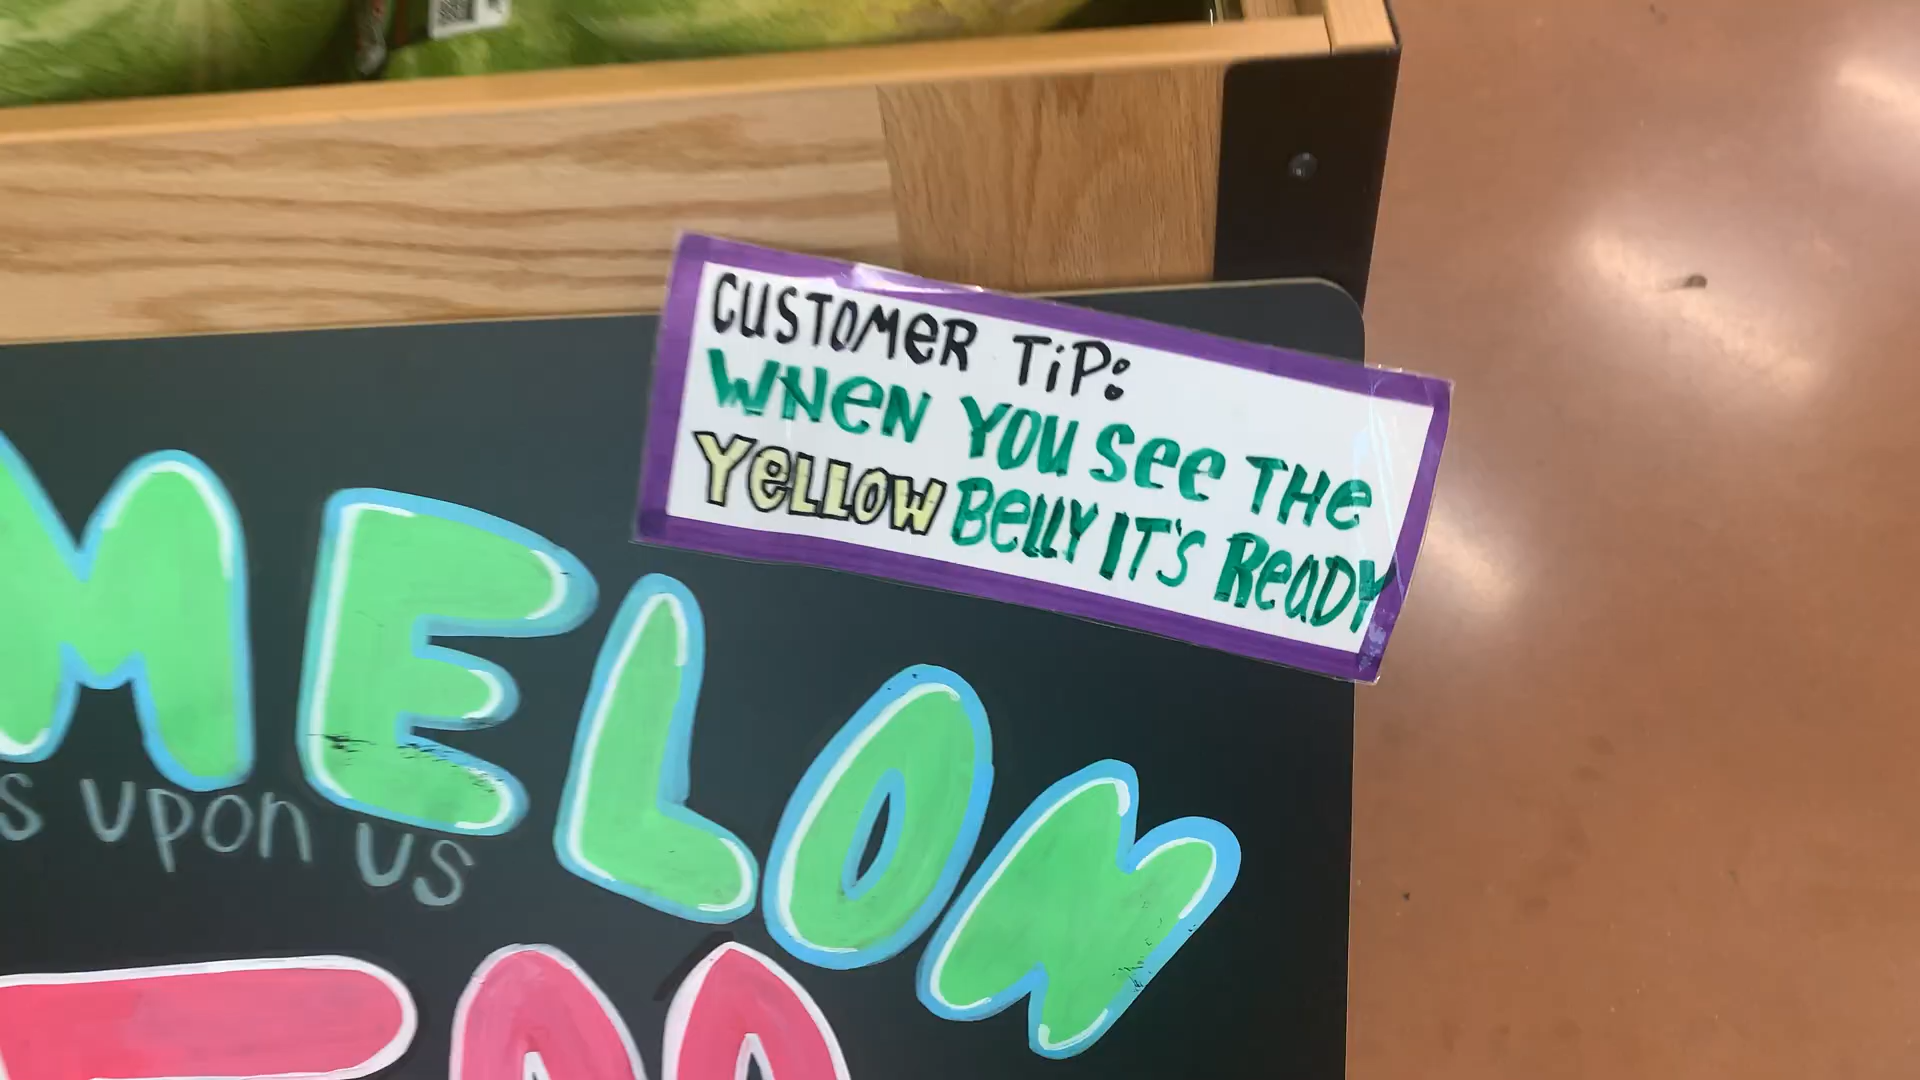 CUSTOMER TiP:
WHEN YOU See THe
YeLLOW BeLLY IT'S ReaDY
MELON
upon us